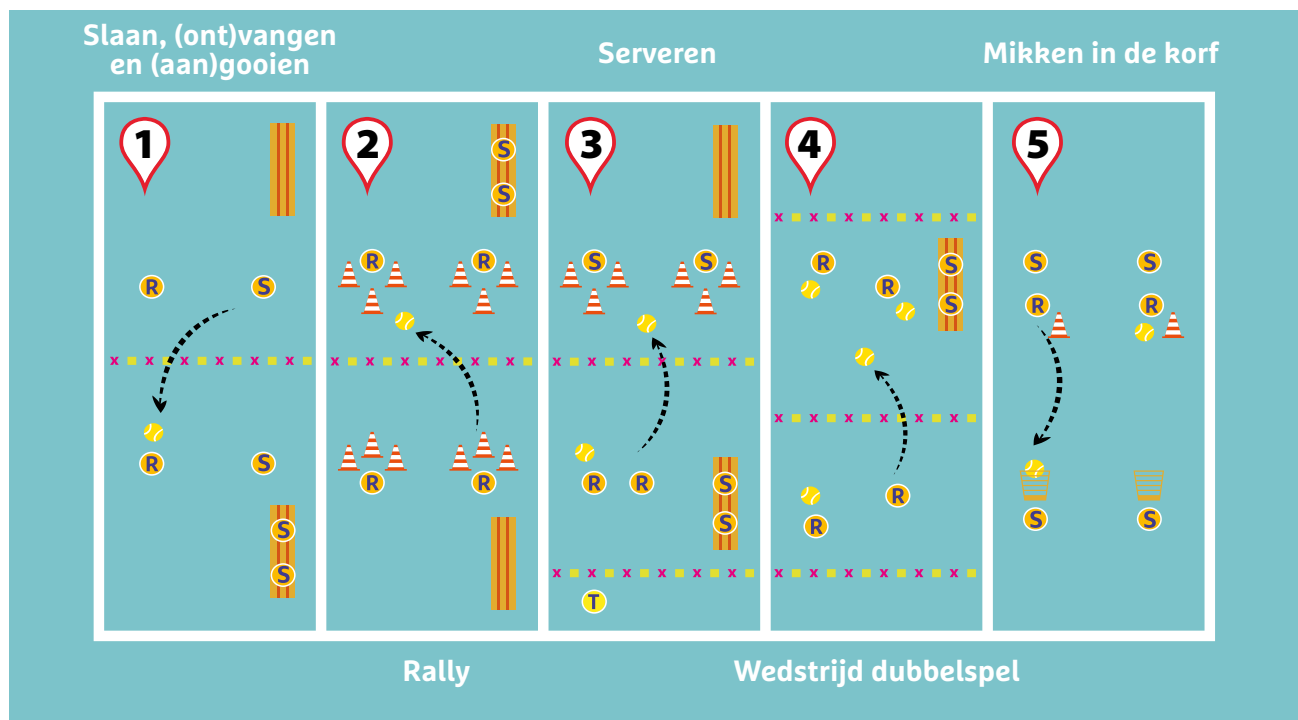 Slaan, (ont)vangen
en (aan)gooien
Serveren
Mikken in de korf
1
2
3
4
5
R S
R S
S
S
S
S
R R
R R
S S
R R
S
S
T
R
R
S
S
R
R
S S
R R
S S
Rally
Wedstrijd dubbelspel